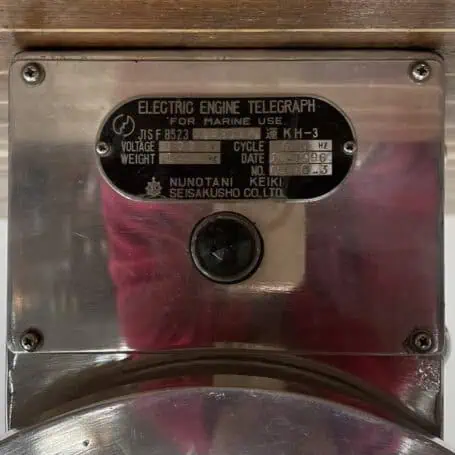 ELECTRIC ENGINE TELEGRAPH
FOR MARINE USE
JIS F 8523 運 KH-3
VOLTAGE CYCLE HZ
WEIGHT DATE
NO.
NUNOTANI KEIKI
SEISAKUSHO CO., LTD.